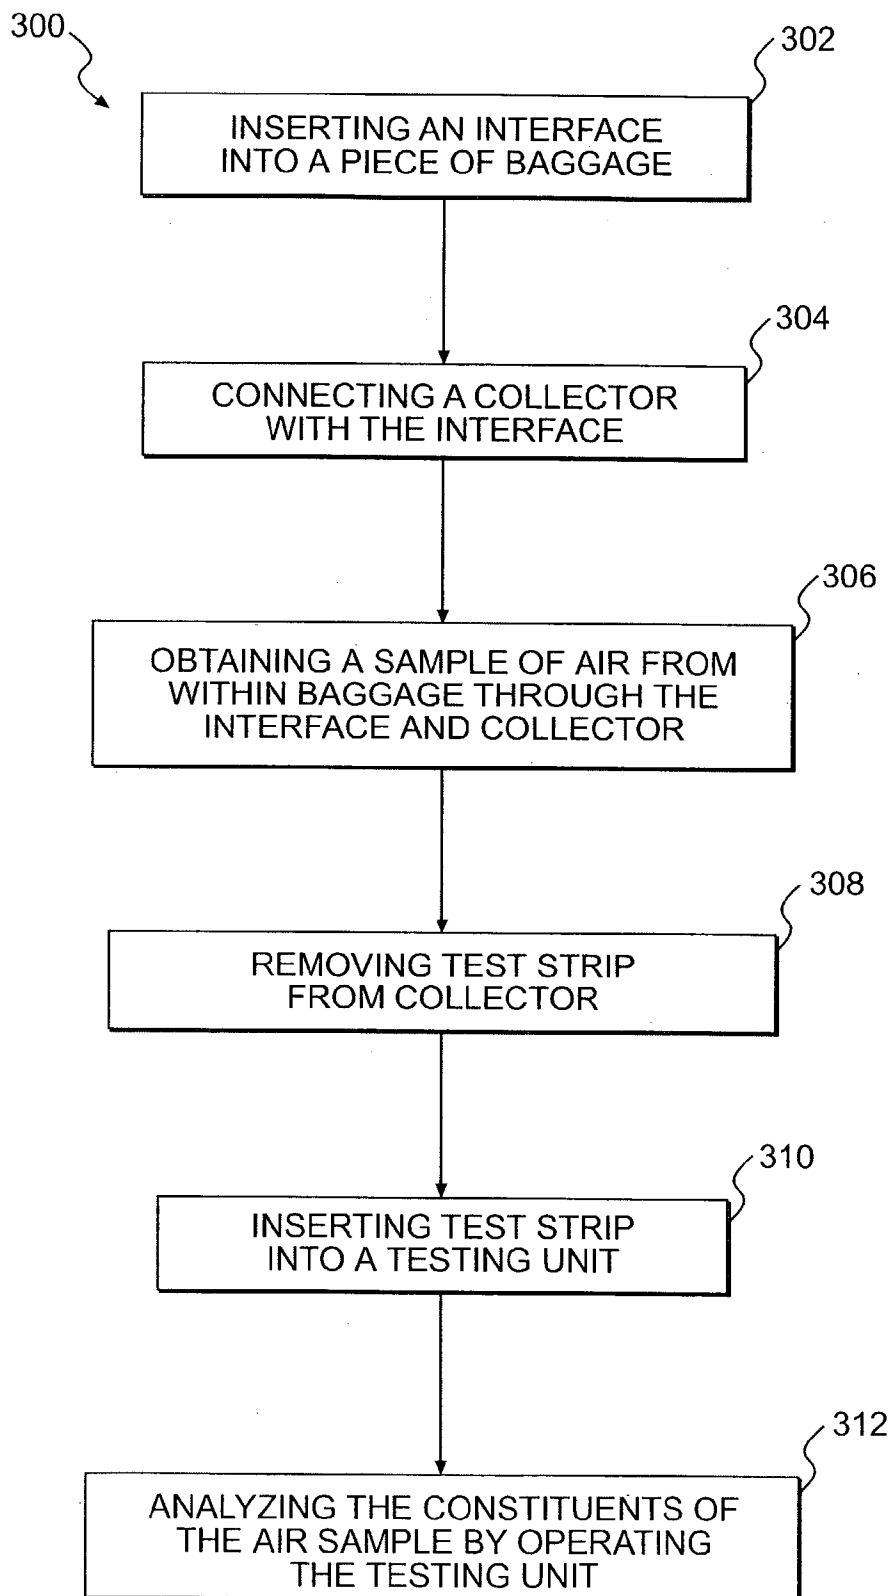 300
302
INSERTING AN INTERFACE
INTO A PIECE OF BAGGAGE
304
CONNECTING A COLLECTOR
WITH THE INTERFACE
306
OBTAINING A SAMPLE OF AIR FROM
WITHIN BAGGAGE THROUGH THE
INTERFACE AND COLLECTOR
308
REMOVING TEST STRIP
FROM COLLECTOR
310
INSERTING TEST STRIP
INTO A TESTING UNIT
312
ANALYZING THE CONSTITUENTS OF
THE AIR SAMPLE BY OPERATING
THE TESTING UNIT